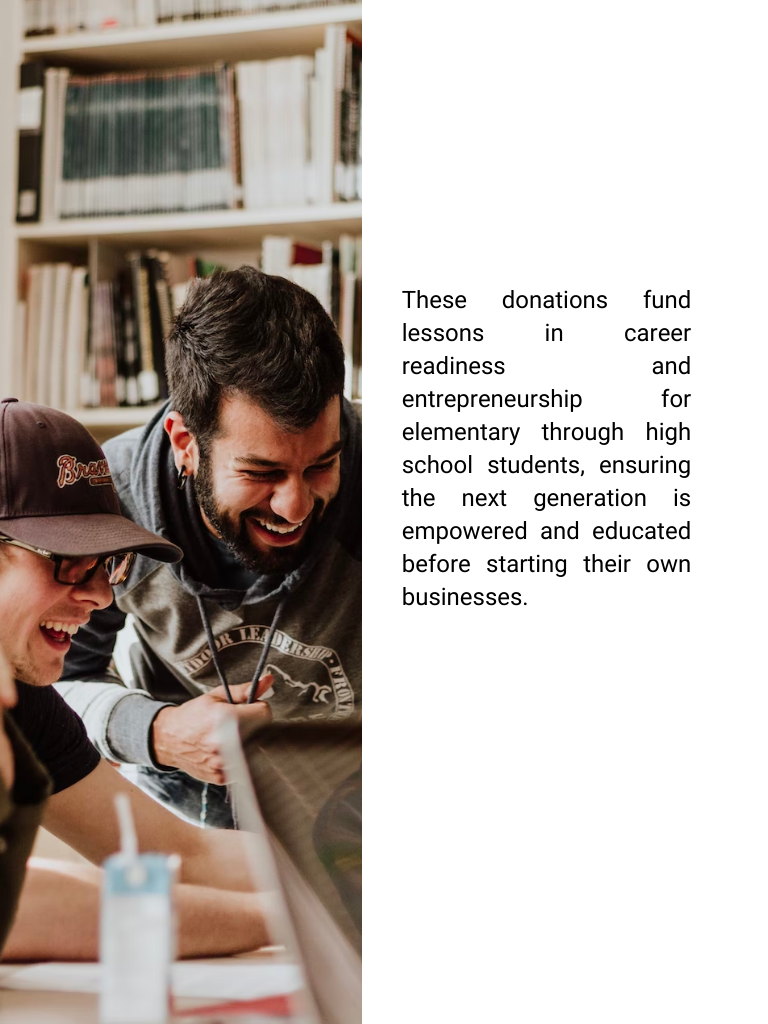 These donations fund
lessons in career
readiness and
entrepreneurship for
elementary through high
school students, ensuring
the next generation is
empowered and educated
before starting their own
businesses.
LEADERSHIP